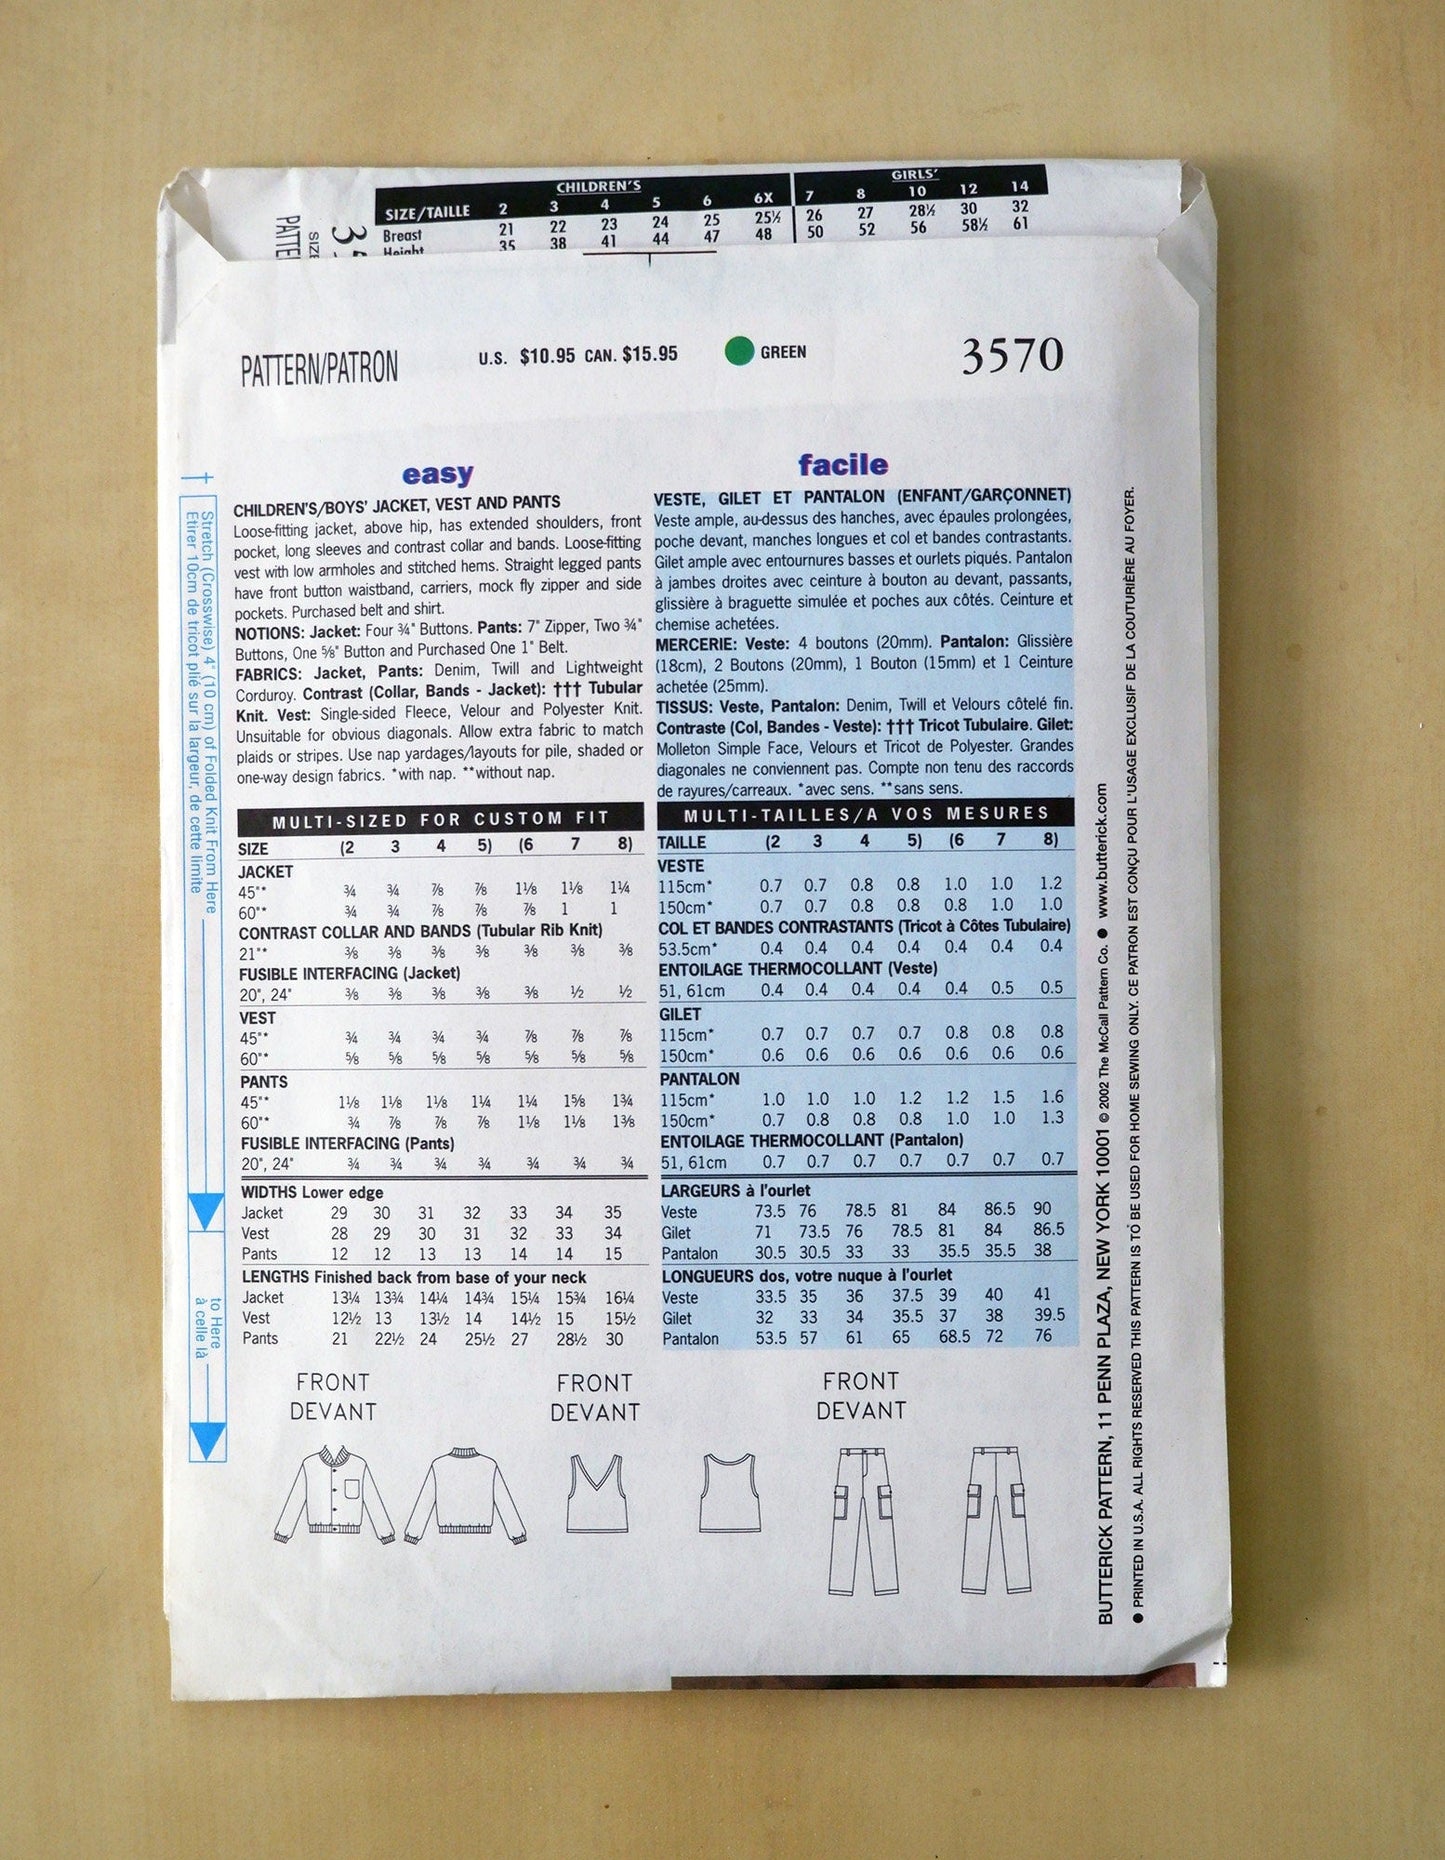 CHILDREN'S GIRLS'
SIZE/TAILLE 2 3 4 5 6 6X 7 8 10 12 14
Breast 21 22 23 24 25 25½ 26 27 28½ 30 32
Height 35 38 41 44 47 48 50 52 56 58½ 61
PATTE
SIZE
PATTERN/PATRON U.S. $10.95 CAN. $15.95 GREEN 3570
easy
CHILDREN'S/BOYS' JACKET, VEST AND PANTS
Loose-fitting jacket, above hip, has extended shoulders, front
pocket, long sleeves and contrast collar and bands. Loose-fitting
vest with low armholes and stitched hems. Straight legged pants
have front button waistband, carriers, mock fly zipper and side
pockets. Purchased belt and shirt.
NOTIONS: Jacket: Four ¾" Buttons. Pants: 7" Zipper, Two ¾"
Buttons, One ⅝" Button and Purchased One 1" Belt.
FABRICS: Jacket, Pants: Denim, Twill and Lightweight
Corduroy. Contrast (Collar, Bands - Jacket): ††† Tubular
Knit. Vest: Single-sided Fleece, Velour and Polyester Knit.
Unsuitable for obvious diagonals. Allow extra fabric to match
plaids or stripes. Use nap yardages/layouts for pile, shaded or
one-way design fabrics. *with nap. **without nap.
facile
VESTE, GILET ET PANTALON (ENFANT/GARÇONNET)
Veste ample, au-dessus des hanches, avec épaules prolongées,
poche devant, manches longues et col et bandes contrastants.
Gilet ample avec entournures basses et ourlets piqués. Pantalon
à jambes droites avec ceinture à bouton au devant, passants,
glissière à braguette simulée et poches aux côtés. Ceinture et
chemise achetées.
MERCERIE: Veste: 4 boutons (20mm). Pantalon: Glissière
(18cm), 2 Boutons (20mm), 1 Bouton (15mm) et 1 Ceinture
achetée (25mm).
TISSUS: Veste, Pantalon: Denim, Twill et Velours côtelé fin.
Contraste (Col, Bandes - Veste): ††† Tricot Tubulaire. Gilet:
Molleton Simple Face, Velours et Tricot de Polyester. Grandes
diagonales ne conviennent pas. Compte non tenu des raccords
de rayures/carreaux. *avec sens. **sans sens.
MULTI-SIZED FOR CUSTOM FIT
SIZE (2 3 4 5) (6 7 8)
JACKET
45"* ¾ ¾ ⅞ ⅞ 1⅛ 1⅛ 1¼
60"* ¾ ¾ ⅞ ⅞ ⅞ 1 1
CONTRAST COLLAR AND BANDS (Tubular Rib Knit)
21"* ⅜ ⅜ ⅜ ⅜ ⅜ ⅜ ⅜
FUSIBLE INTERFACING (Jacket)
20", 24" ⅜ ⅜ ⅜ ⅜ ⅜ ½ ½
VEST
45"* ¾ ¾ ¾ ¾ ⅞ ⅞ ⅞
60"* ⅝ ⅝ ⅝ ⅝ ⅝ ⅝ ⅝
PANTS
45"* 1⅛ 1⅛ 1⅛ 1¼ 1¼ 1⅝ 1¾
60"* ¾ ⅞ ⅞ ⅞ 1⅛ 1⅛ 1⅜
FUSIBLE INTERFACING (Pants)
20", 24" ¾ ¾ ¾ ¾ ¾ ¾ ¾
WIDTHS Lower edge
Jacket 29 30 31 32 33 34 35
Vest 28 29 30 31 32 33 34
Pants 12 12 13 13 14 14 15
LENGTHS Finished back from base of your neck
Jacket 13¼ 13¾ 14¼ 14¾ 15¼ 15¾ 16¼
Vest 12½ 13 13½ 14 14½ 15 15½
Pants 21 22½ 24 25½ 27 28½ 30
MULTI-TAILLES/A VOS MESURES
TAILLE (2 3 4 5) (6 7 8)
VESTE
115cm* 0.7 0.7 0.8 0.8 1.0 1.0 1.2
150cm* 0.7 0.7 0.8 0.8 0.8 1.0 1.0
COL ET BANDES CONTRASTANTS (Tricot à Côtes Tubulaire)
53.5cm* 0.4 0.4 0.4 0.4 0.4 0.4 0.4
ENTOILAGE THERMOCOLLANT (Veste)
51, 61cm 0.4 0.4 0.4 0.4 0.4 0.5 0.5
GILET
115cm* 0.7 0.7 0.7 0.7 0.8 0.8 0.8
150cm* 0.6 0.6 0.6 0.6 0.6 0.6 0.6
PANTALON
115cm* 1.0 1.0 1.0 1.2 1.2 1.5 1.6
150cm* 0.7 0.8 0.8 0.8 1.0 1.0 1.3
ENTOILAGE THERMOCOLLANT (Pantalon)
51, 61cm 0.7 0.7 0.7 0.7 0.7 0.7 0.7
LARGEURS à l'ourlet
Veste 73.5 76 78.5 81 84 86.5 90
Gilet 71 73.5 76 78.5 81 84 86.5
Pantalon 30.5 30.5 33 33 35.5 35.5 38
LONGUEURS dos, votre nuque à l'ourlet
Veste 33.5 35 36 37.5 39 40 41
Gilet 32 33 34 35.5 37 38 39.5
Pantalon 53.5 57 61 65 68.5 72 76
FRONT
DEVANT
FRONT
DEVANT
FRONT
DEVANT
† Stretch (Crosswise) 4" (10 cm) of Folded Knit From Here
Etirer 10cm de tricot plié sur la largeur, de cette limite
to Here
à celle là
BUTTERICK PATTERN, 11 PENN PLAZA, NEW YORK 10001 © 2002 The McCall Pattern Co. ● www.butterick.com
● PRINTED IN U.S.A. ALL RIGHTS RESERVED THIS PATTERN IS TO BE USED FOR HOME SEWING ONLY. CE PATRON EST CONÇU POUR L'USAGE EXCLUSIF DE LA COUTURIÈRE AU FOYER.